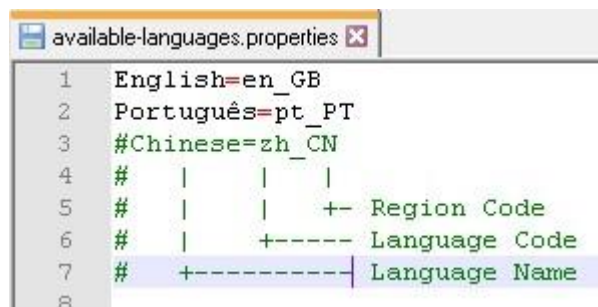 available-languages.properties
1 English=en_GB
2 Português=pt_PT
3 #Chinese=zh_CN
4 #   |    |   |
5 #   |    |   +- Region Code
6 #   |    +----- Language Code
7 #   +----------| Language Name
8